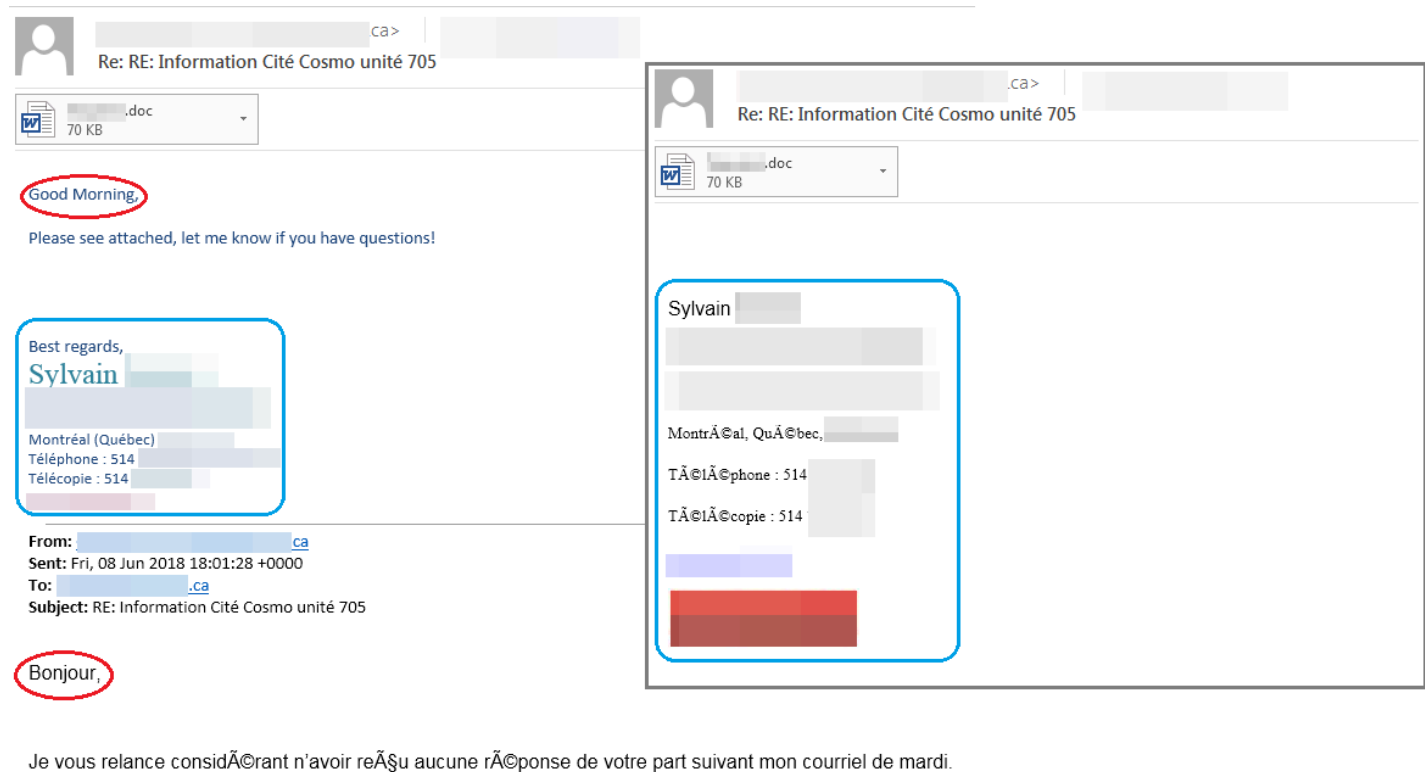 ca>
Re: RE: Information Cité Cosmo unité 705
.doc
70 KB
Good Morning,
Please see attached, let me know if you have questions!
Best regards,
Sylvain
Montréal (Québec)
Téléphone : 514
Télécopie : 514
From: ca
Sent: Fri, 08 Jun 2018 18:01:28 +0000
To: .ca
Subject: RE: Information Cité Cosmo unité 705
Bonjour,
Je vous relance considÃ©rant n’avoir reÃ§u aucune rÃ©ponse de votre part suivant mon courriel de mardi.
.ca>
Re: RE: Information Cité Cosmo unité 705
.doc
70 KB
Sylvain
MontrÃ©al, QuÃ©bec,
TÃ©lÃ©phone : 514
TÃ©lÃ©copie : 514